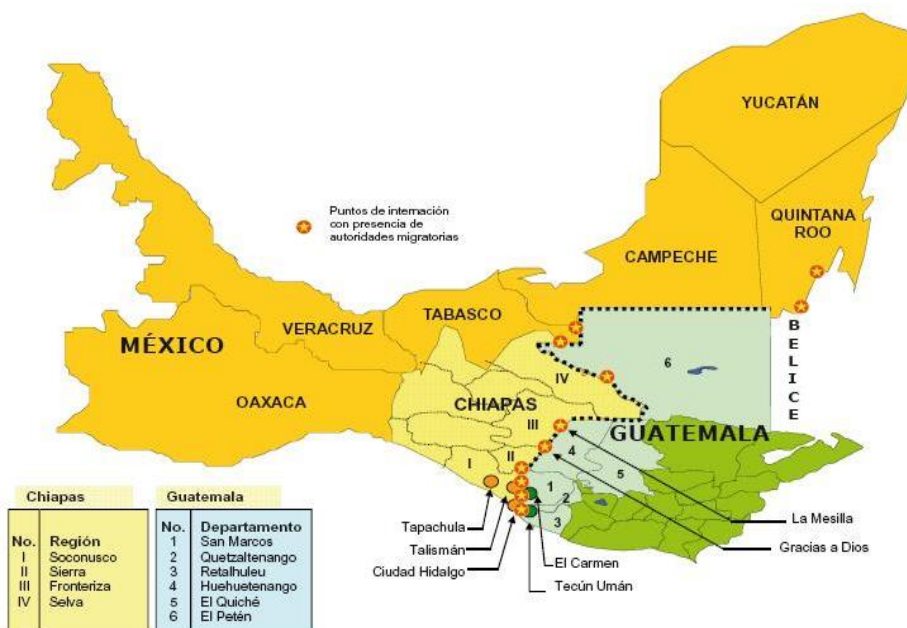 YUCATÁN
QUINTANA
ROO
Puntos de internación
con presencia de
autoridades migratorias
CAMPECHE
TABASCO
VERACRUZ
MÉXICO
BELICE
6
IV
OAXACA
CHIAPAS
III
GUATEMALA
4
II
I
5
1
2
3
Tapachula
Talismán
Ciudad Hidalgo
El Carmen
Tecún Umán
La Mesilla
Gracias a Dios
Chiapas
No. Región
I Soconusco
II Sierra
III Fronteriza
IV Selva
Guatemala
No. Departamento
1 San Marcos
2 Quetzaltenango
3 Retalhuleu
4 Huehuetenango
5 El Quiché
6 El Petén